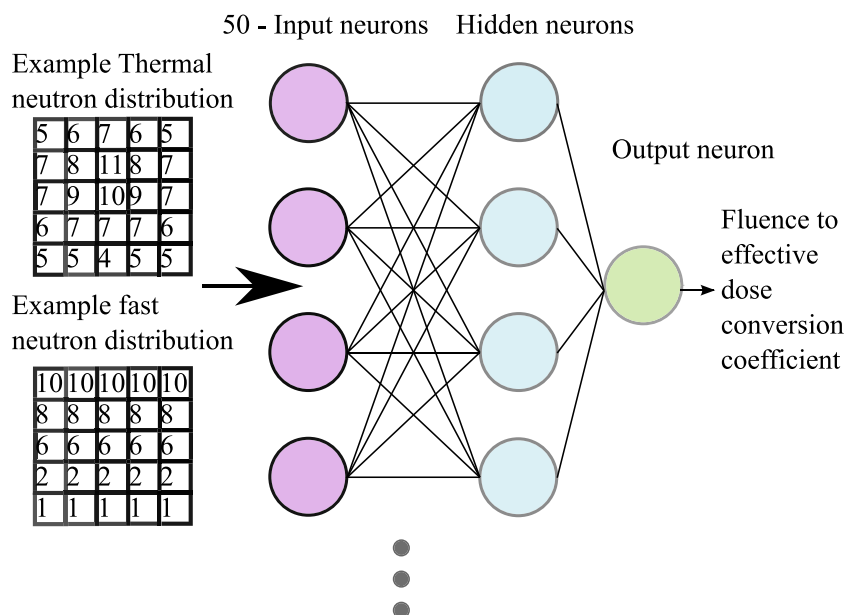 50 - Input neurons
Hidden neurons
Example Thermal
neutron distribution
5 6 7 6 5
7 8 11 8 7
7 9 10 9 7
6 7 7 7 6
5 5 4 5 5
Output neuron
Fluence to
effective
dose
conversion
coefficient
Example fast
neutron distribution
10 10 10 10 10
8 8 8 8 8
6 6 6 6 6
2 2 2 2 2
1 1 1 1 1